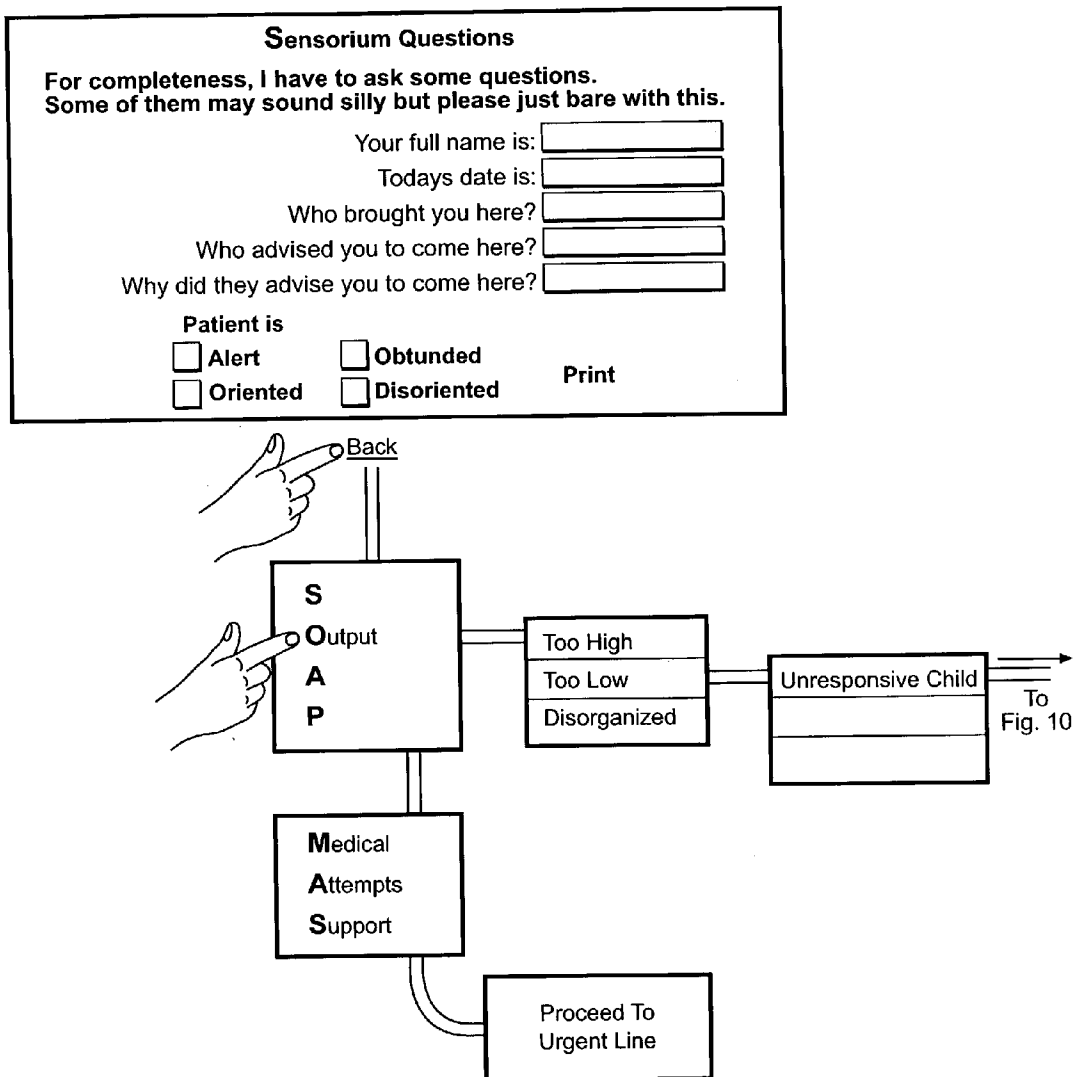 Sensorium Questions
For completeness, I have to ask some questions.
Some of them may sound silly but please just bare with this.
Your full name is:
Todays date is:
Who brought you here?
Who advised you to come here?
Why did they advise you to come here?
Patient is
Alert
Obtunded
Oriented
Disoriented
Print
Back
S
Output
A
P
Too High
Too Low
Disorganized
Unresponsive Child
To
Fig. 10
Medical
Attempts
Support
Proceed To
Urgent Line